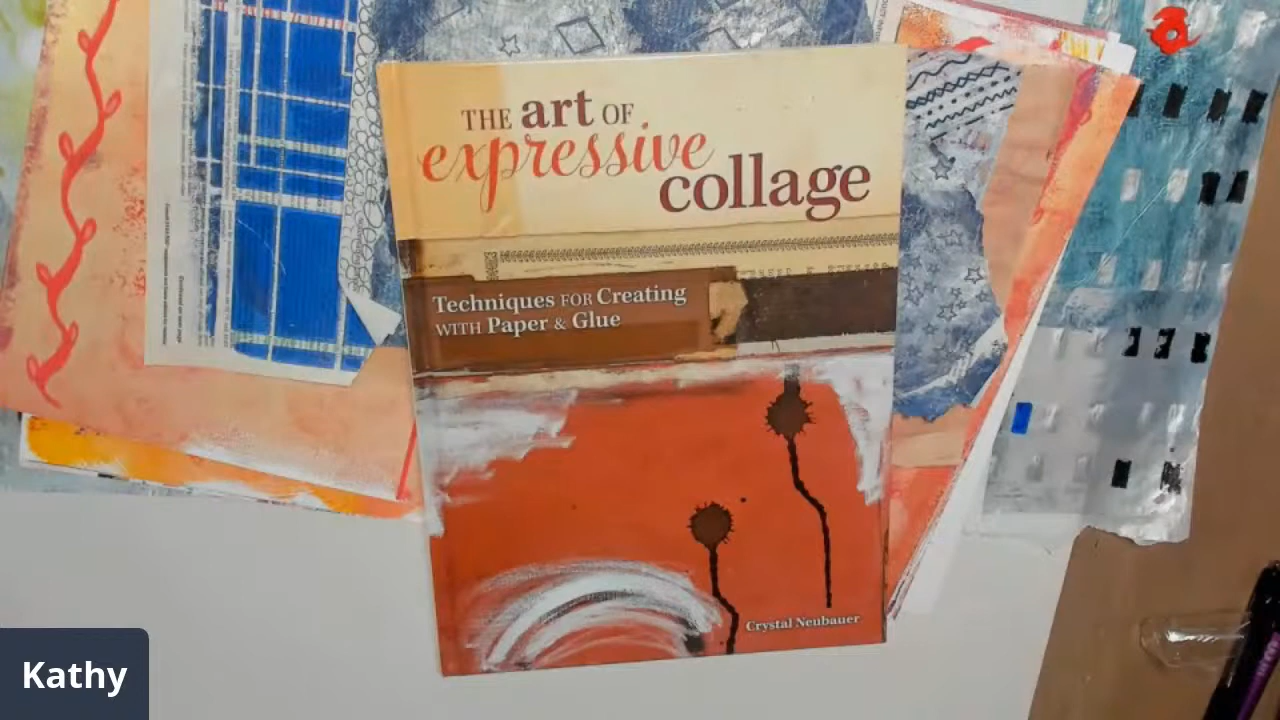 THE art OF
expressive
collage
Techniques FOR Creating
WITH Paper & Glue
Crystal Neubauer
Kathy